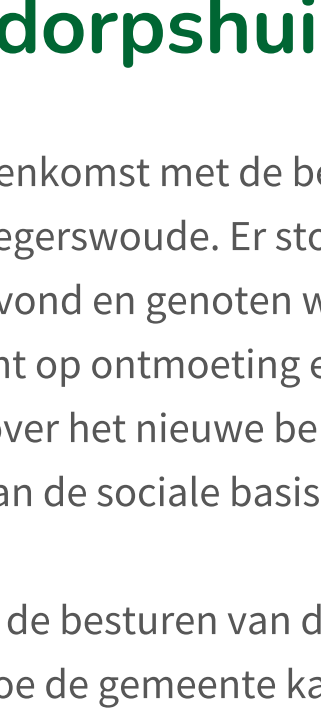 dorpshui
enkomst met de be
egerswoude. Er sto
vond en genoten w
nt op ontmoeting e
over het nieuwe be
an de sociale basis
de besturen van d
oe de gemeente ka